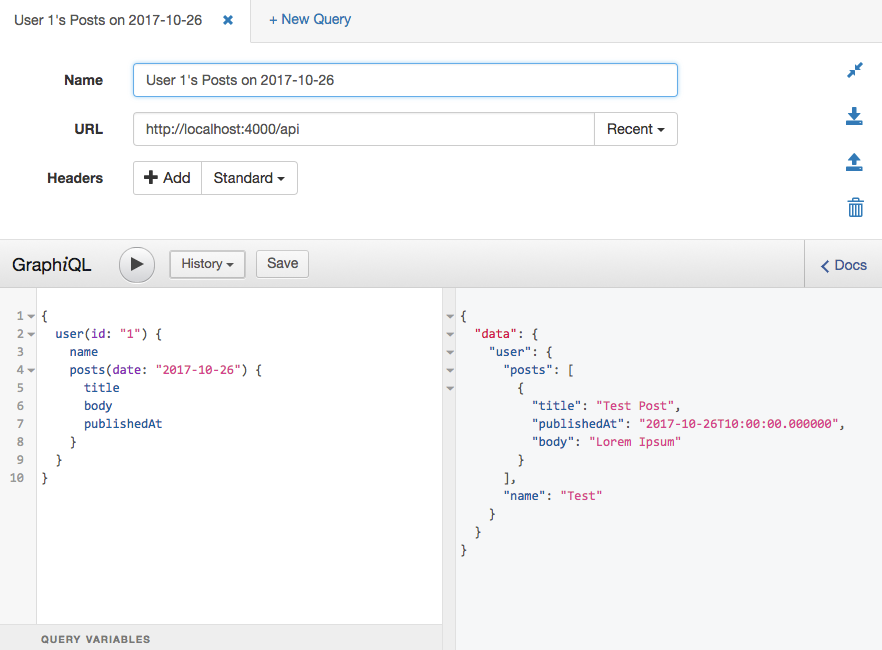 User 1's Posts on 2017-10-26 ✖ + New Query
Name User 1's Posts on 2017-10-26
URL http://localhost:4000/api Recent
Headers Add Standard
GraphiQL History Save Docs
1 {
2 user(id: "1") {
3 name
4 posts(date: "2017-10-26") {
5 title
6 body
7 publishedAt
8 }
9 }
10 }
QUERY VARIABLES
{
"data": {
"user": {
"posts": [
{
"title": "Test Post",
"publishedAt": "2017-10-26T10:00:00.000000",
"body": "Lorem Ipsum"
}
],
"name": "Test"
}
}
}